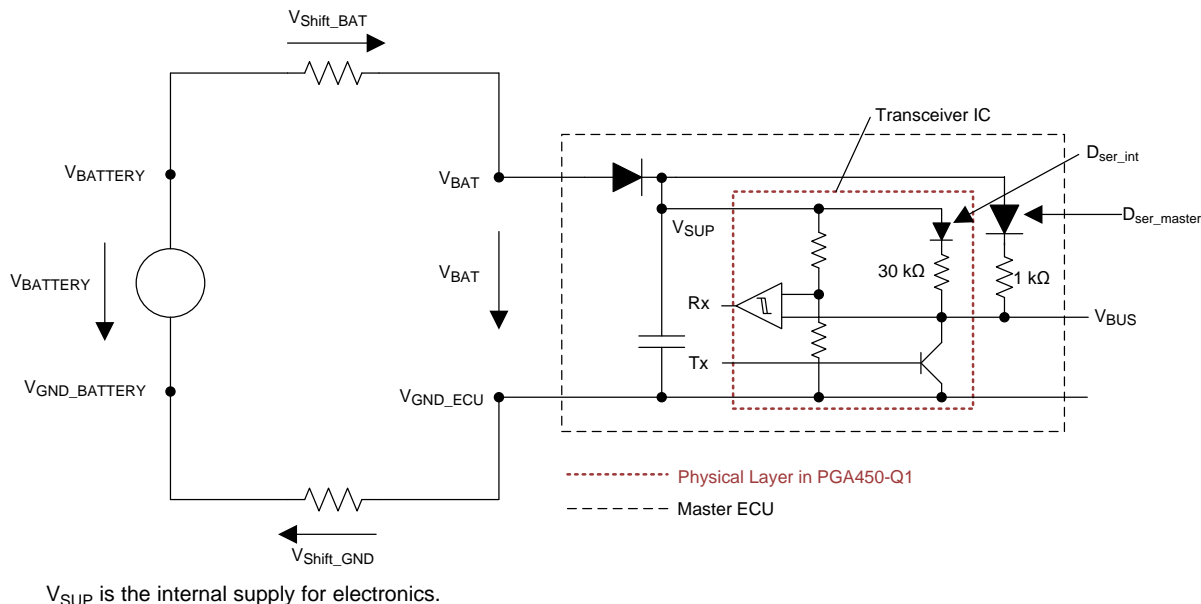 VShift_BAT
Transceiver IC
Dser_int
VBATTERY
VBAT
VSUP
Dser_master
VBATTERY
VBAT
30 kΩ
1 kΩ
Rx
VBUS
Tx
VGND_BATTERY
VGND_ECU
Physical Layer in PGA450-Q1
Master ECU
VShift_GND
VSUP is the internal supply for electronics.